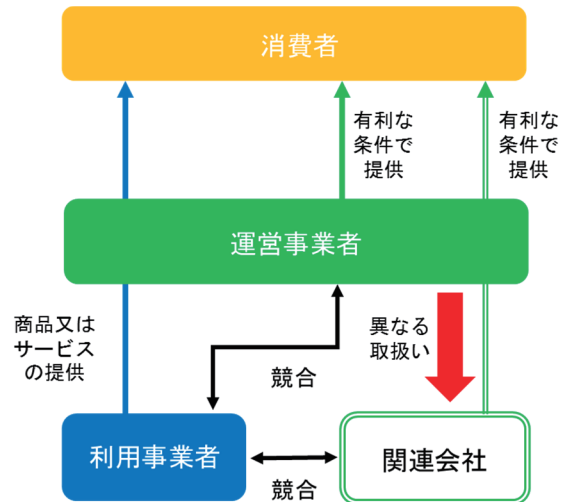 消費者
有利な
条件で
提供
有利な
条件で
提供
運営事業者
商品又は
サービス
の提供
異なる
取扱い
競合
利用事業者
関連会社
競合